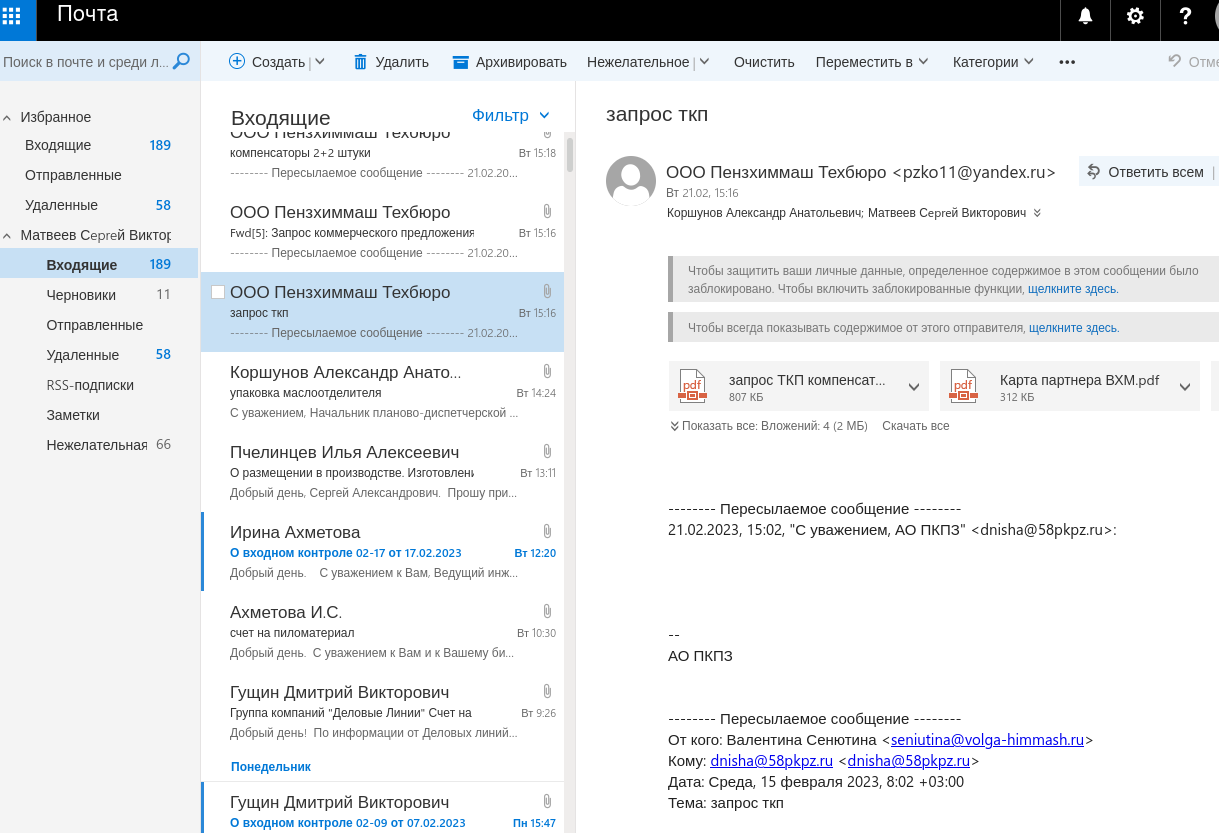 Почта
?
Поиск в почте и среди л...
Создать | Удалить Архивировать Нежелательное | Очистить Переместить в Категории ••• Отме
Избранное
Входящие 189
Отправленные
Удаленные 58
Матвеев Сергей Виктор
Входящие 189
Черновики 11
Отправленные
Удаленные 58
RSS-подписки
Заметки
Нежелательная 66
Входящие Фильтр
ООО Пензхиммаш Техбюро
компенсаторы 2+2 штуки Вт 15:18
-------- Пересылаемое сообщение -------- 21.02.20...
ООО Пензхиммаш Техбюро
Fwd[5]: Запрос коммерческого предложения Вт 15:16
-------- Пересылаемое сообщение -------- 21.02.20...
ООО Пензхиммаш Техбюро
запрос ткп Вт 15:16
-------- Пересылаемое сообщение -------- 21.02.20...
Коршунов Александр Анато...
упаковка маслоотделителя Вт 14:24
С уважением, Начальник планово-диспетчерской ...
Пчелинцев Илья Алексеевич
О размещении в производстве. Изготовлени Вт 13:11
Добрый день, Сергей Александрович. Прошу при...
Ирина Ахметова
О входном контроле 02-17 от 17.02.2023 Вт 12:20
Добрый день. С уважением к Вам, Ведущий инж...
Ахметова И.С.
счет на пиломатериал Вт 10:30
Добрый день. С уважением к Вам и к Вашему би...
Гущин Дмитрий Викторович
Группа компаний "Деловые Линии" Счет на Вт 9:26
Добрый день! По информации от Деловых линий...
Понедельник
Гущин Дмитрий Викторович
О входном контроле 02-09 от 07.02.2023 Пн 15:47
запрос ткп
ООО Пензхиммаш Техбюро <pzko11@yandex.ru>
Ответить всем |
Вт 21.02, 15:16
Коршунов Александр Анатольевич; Матвеев Сергей Викторович
Чтобы защитить ваши личные данные, определенное содержимое в этом сообщении было
заблокировано. Чтобы включить заблокированные функции, щелкните здесь.
Чтобы всегда показывать содержимое от этого отправителя, щелкните здесь.
pdf запрос ТКП компенсат... pdf Карта партнера ВХМ.pdf
807 КБ 312 КБ
Показать все: Вложений: 4 (2 МБ) Скачать все
-------- Пересылаемое сообщение --------
21.02.2023, 15:02, "С уважением, АО ПКПЗ" <dnisha@58pkpz.ru>:
--
АО ПКПЗ
-------- Пересылаемое сообщение --------
От кого: Валентина Сенютина <seniutina@volga-himmash.ru>
Кому: dnisha@58pkpz.ru <dnisha@58pkpz.ru>
Дата: Среда, 15 февраля 2023, 8:02 +03:00
Тема: запрос ткп